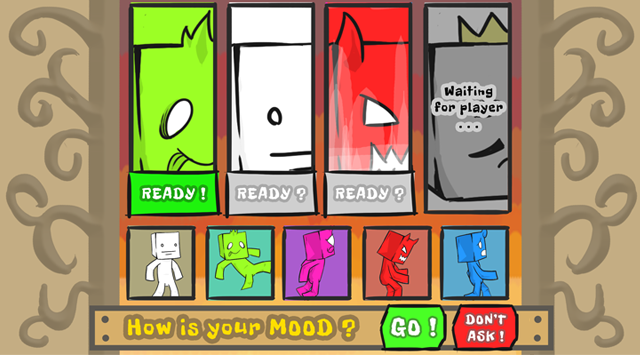 Waiting
for player
...
READY !
READY ?
READY ?
How is your MOOD ?
GO !
DON'T
ASK !